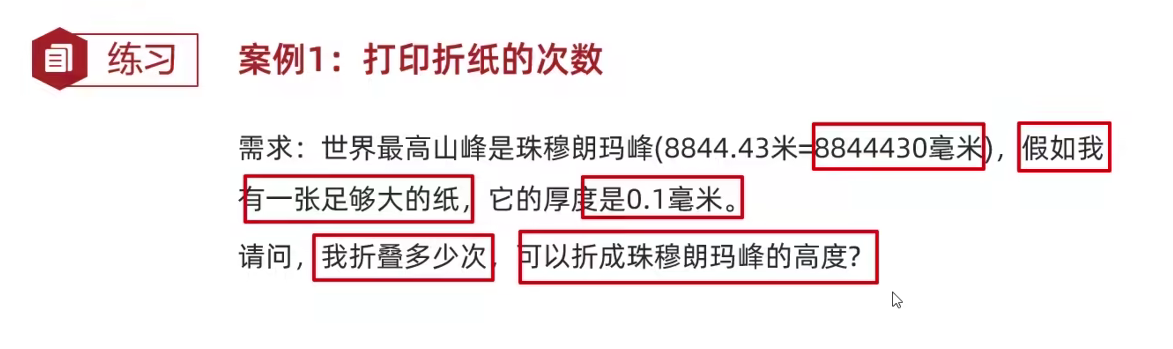 练习
案例1：打印折纸的次数
需求：世界最高山峰是珠穆朗玛峰(8844.43米=8844430毫米)，假如我
有一张足够大的纸，它的厚度是0.1毫米。
请问，我折叠多少次，可以折成珠穆朗玛峰的高度?